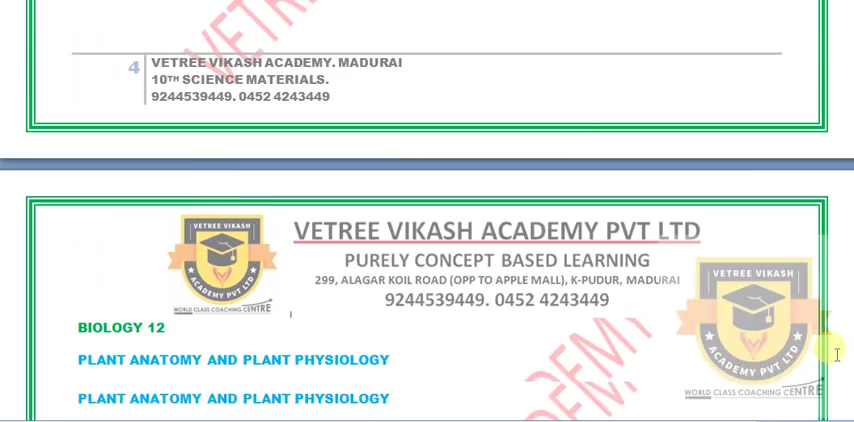 4
VETREE VIKASH ACADEMY. MADURAI
10TH SCIENCE MATERIALS.
9244539449. 0452 4243449
VETREE VIKASH
ACADEMY PVT LTD
WORLD CLASS COACHING CENTRE
VETREE VIKASH ACADEMY PVT LTD
PURELY CONCEPT BASED LEARNING
299, ALAGAR KOIL ROAD (OPP TO APPLE MALL), K-PUDUR, MADURAI
9244539449. 0452 4243449
VETREE VIKASH
ACADEMY PVT LTD
WORLD CLASS COACHING CENTRE
BIOLOGY 12
PLANT ANATOMY AND PLANT PHYSIOLOGY
PLANT ANATOMY AND PLANT PHYSIOLOGY